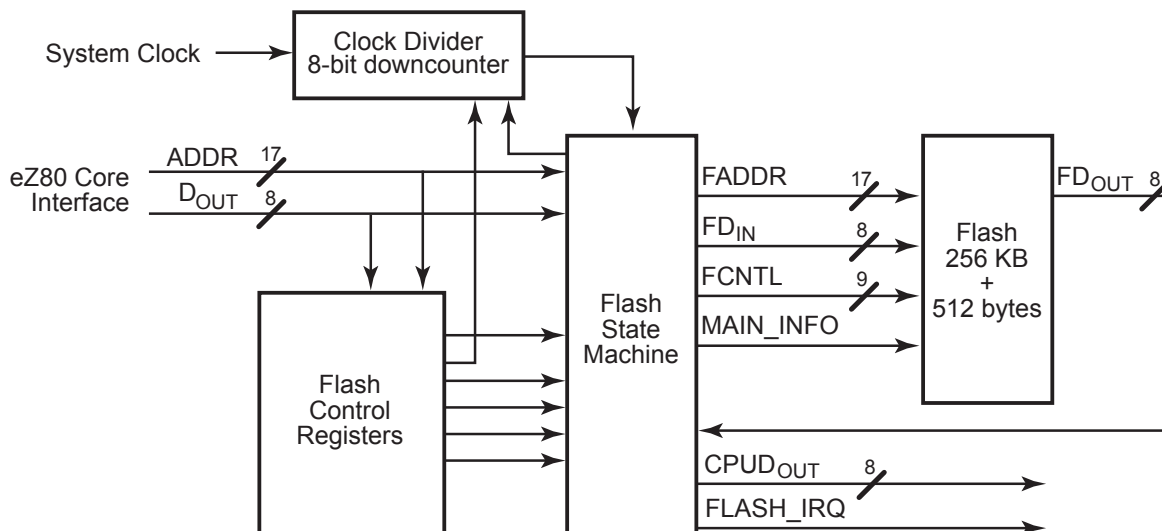 System Clock
Clock Divider
8-bit downcounter
eZ80 Core
Interface
ADDR
17
DOUT
8
Flash
Control
Registers
Flash
State
Machine
FADDR
17
FDIN
8
FCNTL
9
MAIN_INFO
Flash
256 KB
+
512 bytes
FDOUT
8
CPUDOUT
8
FLASH_IRQ